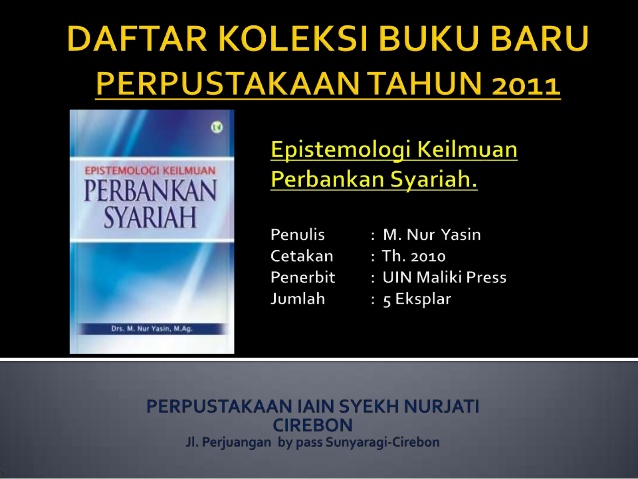 DAFTAR KOLEKSI BUKU BARU
PERPUSTAKAAN TAHUN 2011
EPISTEMOLOGI KEILMUAN
PERBANKAN
SYARIAH
Drs. M. Nur Yasin, M.Ag.
Epistemologi Keilmuan
Perbankan Syariah.
Penulis : M. Nur Yasin
Cetakan : Th. 2010
Penerbit : UIN Maliki Press
Jumlah : 5 Eksplar
PERPUSTAKAAN IAIN SYEKH NURJATI
CIREBON
Jl. Perjuangan by pass Sunyaragi-Cirebon